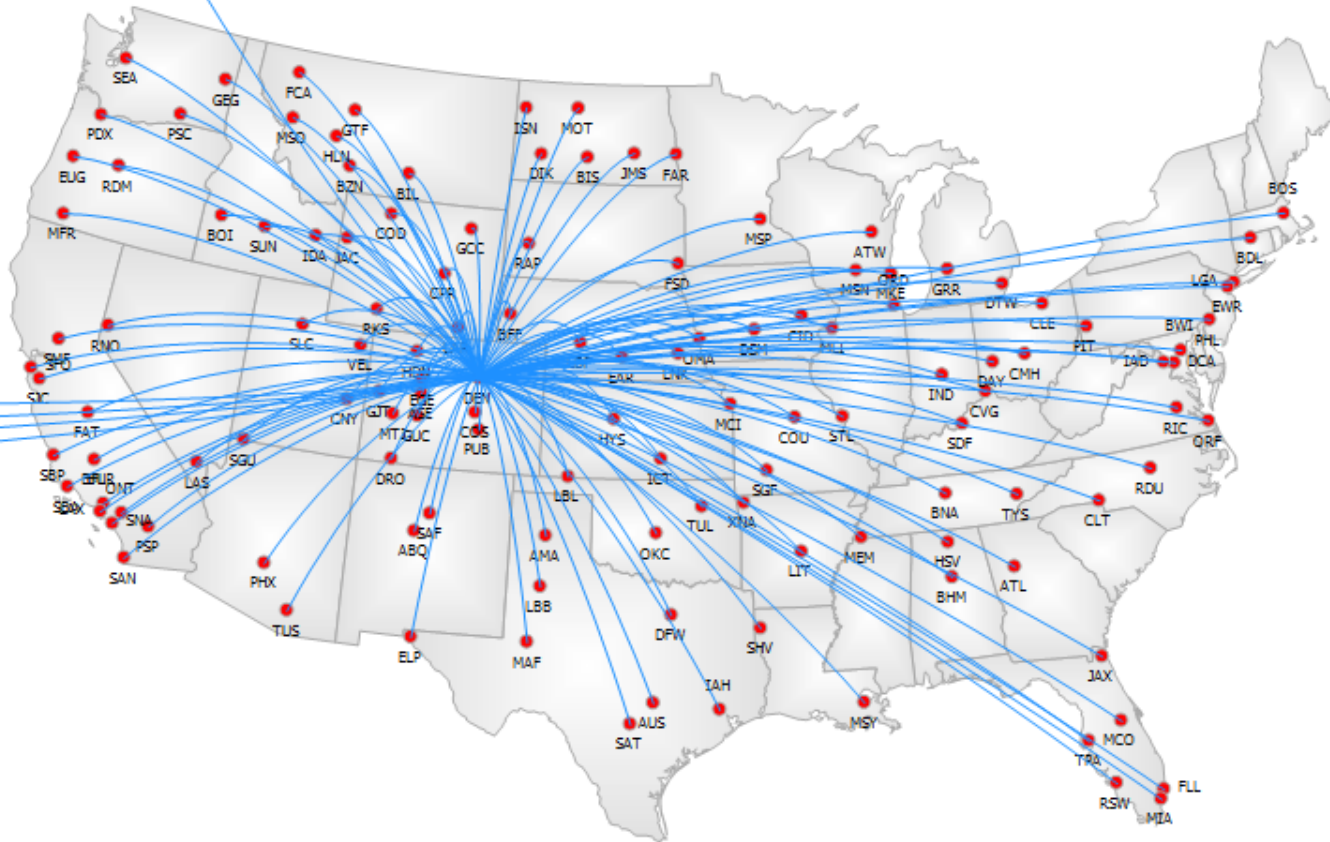 SEA
GEG
FCA
PDX
PSC
MSO
GTF
HLN
ISN
MOT
EUG
RDM
BZN
BIL
DIK
BIS
JMS
FAR
BOS
MFR
BOI
SUN
IDA
JAC
COD
GCC
RAP
MSP
ATW
BDL
CPR
FSD
MSN
ORD
MKE
GRR
DTW
LGA
EWR
RNO
SLC
RKS
VEL
BFF
OMA
DSM
CID
MLI
CLE
PIT
BWI
PHL
SMF
SFO
SJC
HDN
EAR
LNK
IND
DAY
CMH
IAD
DCA
FAT
CNY
GJT
EGE
ASE
DEN
MTJ
GUC
COS
PUB
HYS
MCI
COU
STL
CVG
SDF
RIC
ORF
SBP
SGU
LAS
DRO
LBL
ICT
SGF
RDU
ONT
LAX
SNA
PSP
SAN
SAF
ABQ
AMA
TUL
XNA
OKC
BNA
TYS
CLT
MEM
HSV
PHX
LBB
LIT
BHM
ATL
TUS
ELP
MAF
DFW
SHV
JAX
IAH
AUS
SAT
MSY
MCO
TPA
RSW
FLL
MIA